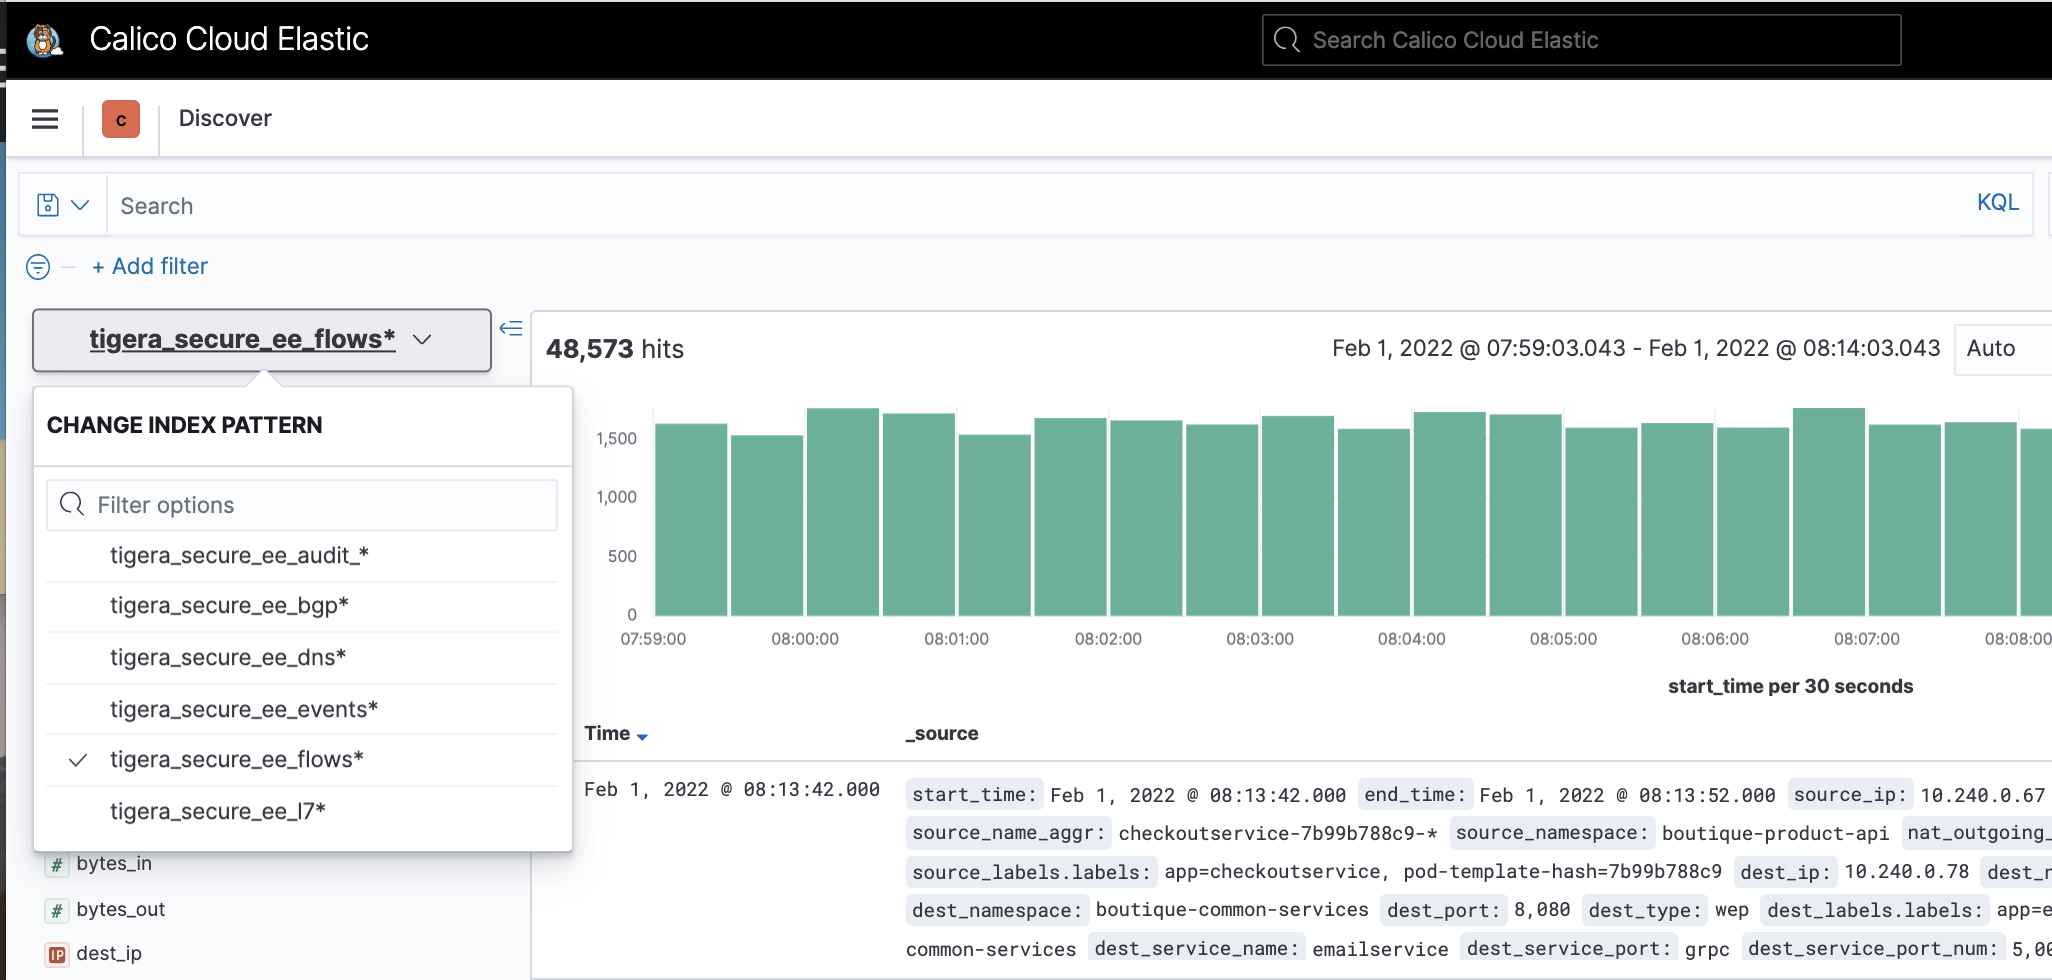 Calico Cloud Elastic
Search Calico Cloud Elastic
c
Discover
Search
KQL
+ Add filter
tigera_secure_ee_flows*
48,573 hits
Feb 1, 2022 @ 07:59:03.043 - Feb 1, 2022 @ 08:14:03.043
Auto
CHANGE INDEX PATTERN
Filter options
tigera_secure_ee_audit_*
tigera_secure_ee_bgp*
tigera_secure_ee_dns*
tigera_secure_ee_events*
tigera_secure_ee_flows*
tigera_secure_ee_l7*
# bytes_in
# bytes_out
IP dest_ip
1,500
1,000
500
0
07:59:00 08:00:00 08:01:00 08:02:00 08:03:00 08:04:00 08:05:00 08:06:00 08:07:00 08:08:00
start_time per 30 seconds
Time _source
Feb 1, 2022 @ 08:13:42.000
start_time: Feb 1, 2022 @ 08:13:42.000 end_time: Feb 1, 2022 @ 08:13:52.000 source_ip: 10.240.0.67
source_name_aggr: checkoutservice-7b99b788c9-* source_namespace: boutique-product-api nat_outgoing_
source_labels.labels: app=checkoutservice, pod-template-hash=7b99b788c9 dest_ip: 10.240.0.78 dest_n
dest_namespace: boutique-common-services dest_port: 8,080 dest_type: wep dest_labels.labels: app=e
common-services dest_service_name: emailservice dest_service_port: grpc dest_service_port_num: 5,00